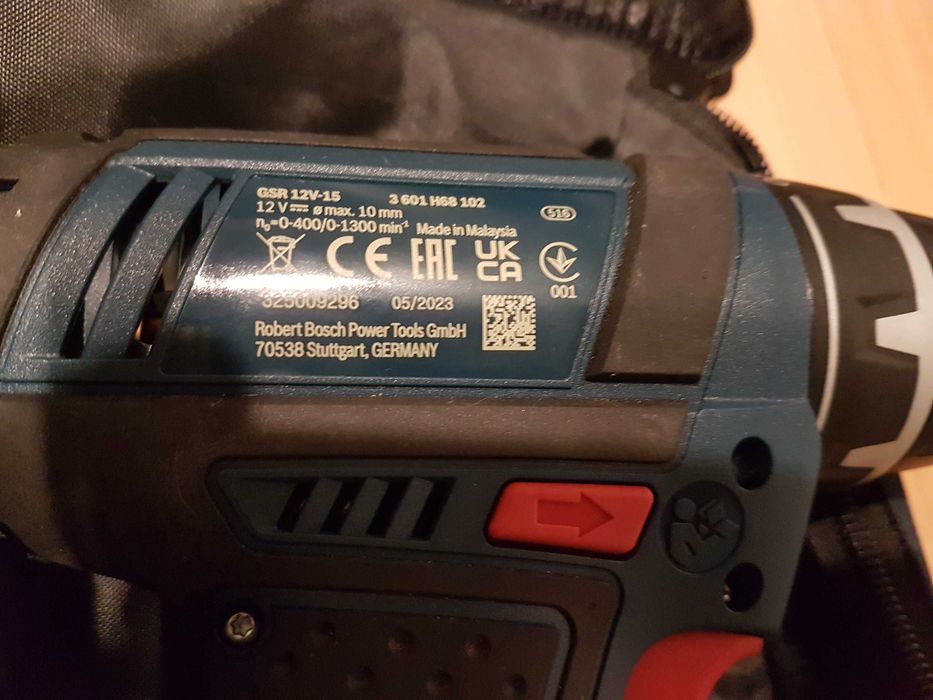 GSR 12V-15 3 601 H68 102
12 V ⎓ ø max. 10 mm
516
n₀=0-400/0-1300 min⁻¹ Made in Malaysia
CE EAC UK CA
001
325009296 05/2023
Robert Bosch Power Tools GmbH
70538 Stuttgart, GERMANY